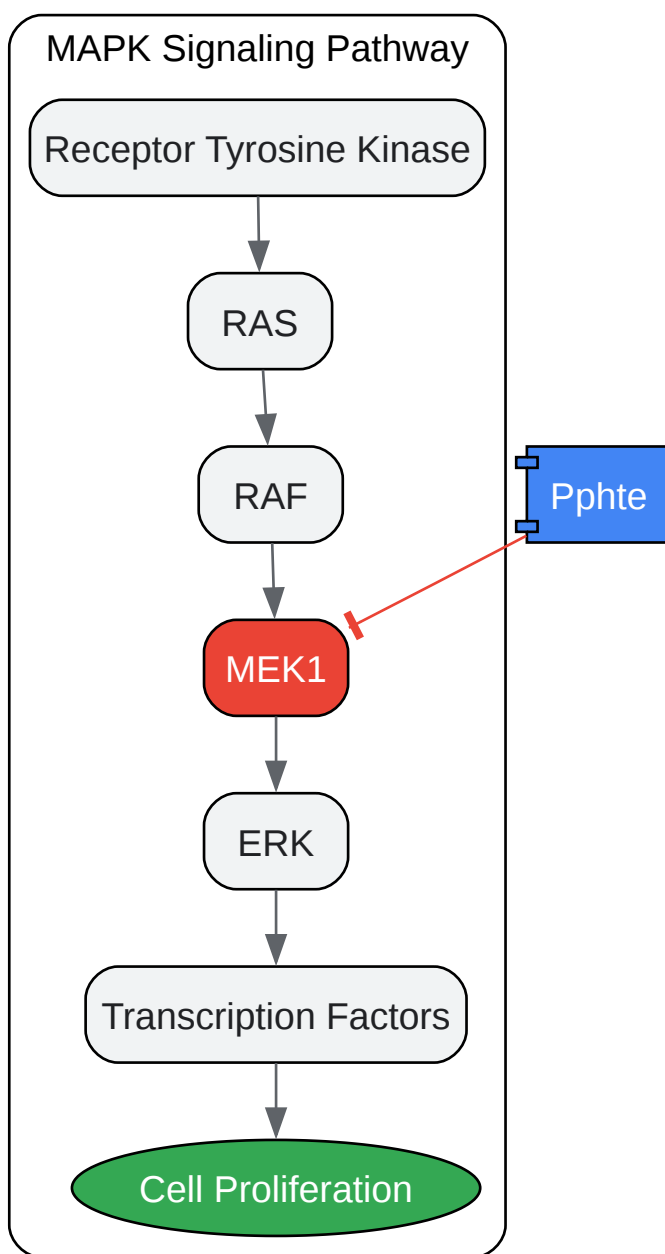 MAPK Signaling Pathway
Receptor Tyrosine Kinase
RAS
RAF
Pphte
MEK1
ERK
Transcription Factors
Cell Proliferation